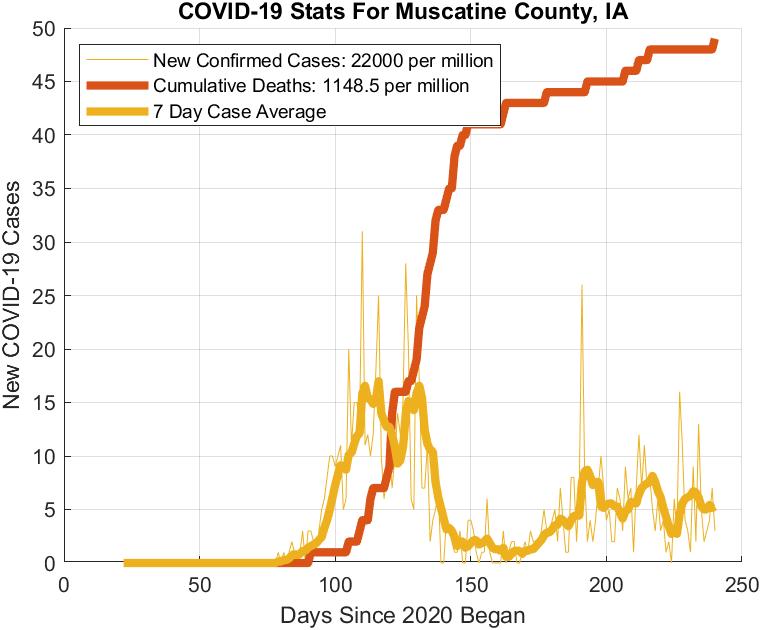 COVID-19 Stats For Muscatine County, IA
New Confirmed Cases: 22000 per million
Cumulative Deaths: 1148.5 per million
7 Day Case Average
New COVID-19 Cases
50
45
40
35
30
25
20
15
10
5
0
0 50 100 150 200 250
Days Since 2020 Began